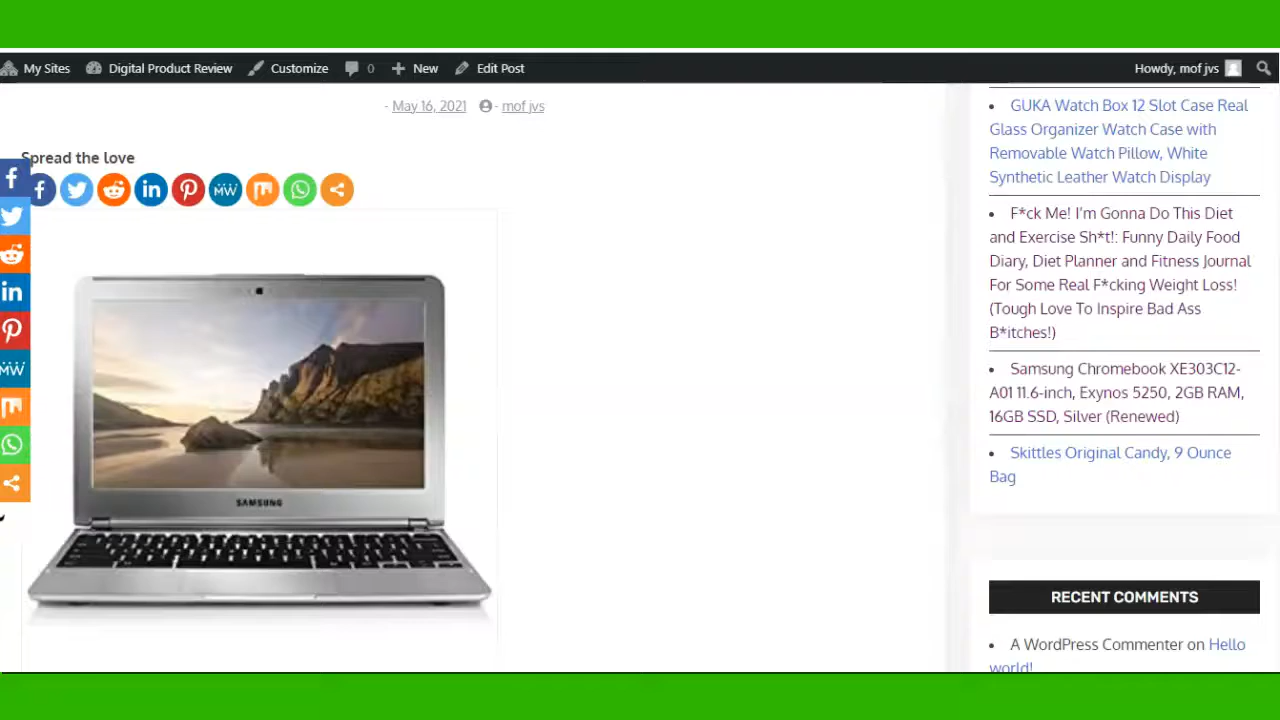 My Sites Digital Product Review Customize 0 New Edit Post Howdy, mof jvs
- May 16, 2021 - mof jvs
Spread the love
MW
MW
SAMSUNG
GUKA Watch Box 12 Slot Case Real
Glass Organizer Watch Case with
Removable Watch Pillow, White
Synthetic Leather Watch Display
F*ck Me! I'm Gonna Do This Diet
and Exercise Sh*t!: Funny Daily Food
Diary, Diet Planner and Fitness Journal
For Some Real F*cking Weight Loss!
(Tough Love To Inspire Bad Ass
B*itches!)
Samsung Chromebook XE303C12-
A01 11.6-inch, Exynos 5250, 2GB RAM,
16GB SSD, Silver (Renewed)
Skittles Original Candy, 9 Ounce
Bag
RECENT COMMENTS
A WordPress Commenter on Hello
world!